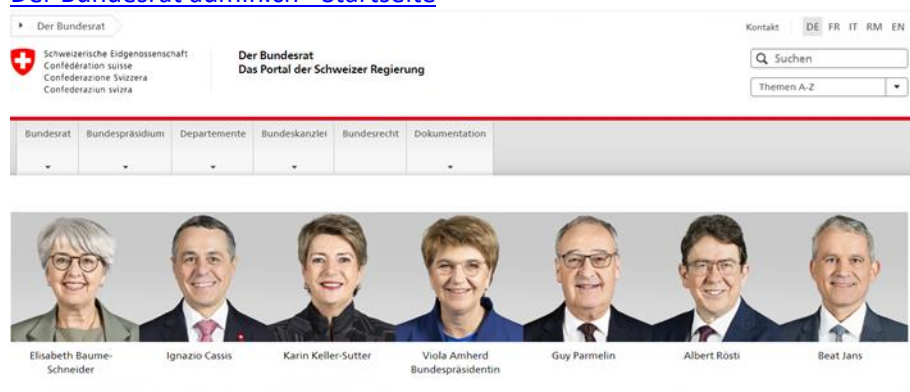 Der Bundesrat admin.ch - Startseite
Der Bundesrat
Kontakt
DE FR IT RM EN
Schweizerische Eidgenossenschaft
Confédération suisse
Confederazione Svizzera
Confederaziun svizra
Der Bundesrat
Das Portal der Schweizer Regierung
Suchen
Themen A-Z
Bundesrat Bundespräsidium Departemente Bundeskanzlei Bundesrecht Dokumentation
Elisabeth Baume-
Schneider
Ignazio Cassis
Karin Keller-Sutter
Viola Amherd
Bundespräsidentin
Guy Parmelin
Albert Rösti
Beat Jans